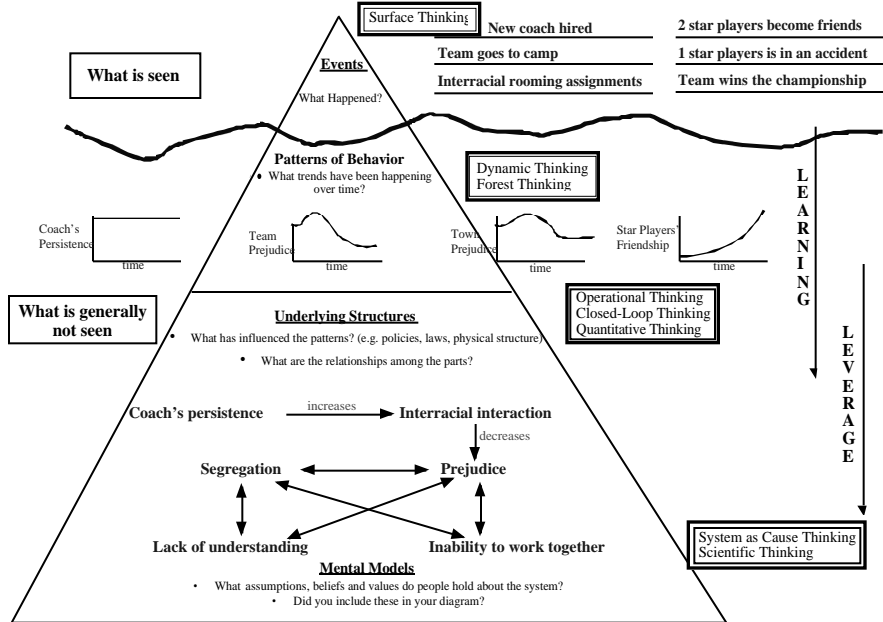 Surface Thinking
New coach hired
2 star players become friends
Team goes to camp
1 star players is in an accident
Interracial rooming assignments
Team wins the championship
What is seen
Events
What Happened?
Patterns of Behavior
• What trends have been happening
over time?
Dynamic Thinking
Forest Thinking
Coach's
Persistence
time
Team
Prejudice
time
Town
Prejudice
time
Star Players'
Friendship
time
LEARNING
What is generally
not seen
Underlying Structures
• What has influenced the patterns? (e.g. policies, laws, physical structure)
• What are the relationships among the parts?
Operational Thinking
Closed-Loop Thinking
Quantitative Thinking
LEVERAGE
Coach's persistence
increases
Interracial interaction
decreases
Segregation
Prejudice
Lack of understanding
Inability to work together
System as Cause Thinking
Scientific Thinking
Mental Models
• What assumptions, beliefs and values do people hold about the system?
• Did you include these in your diagram?